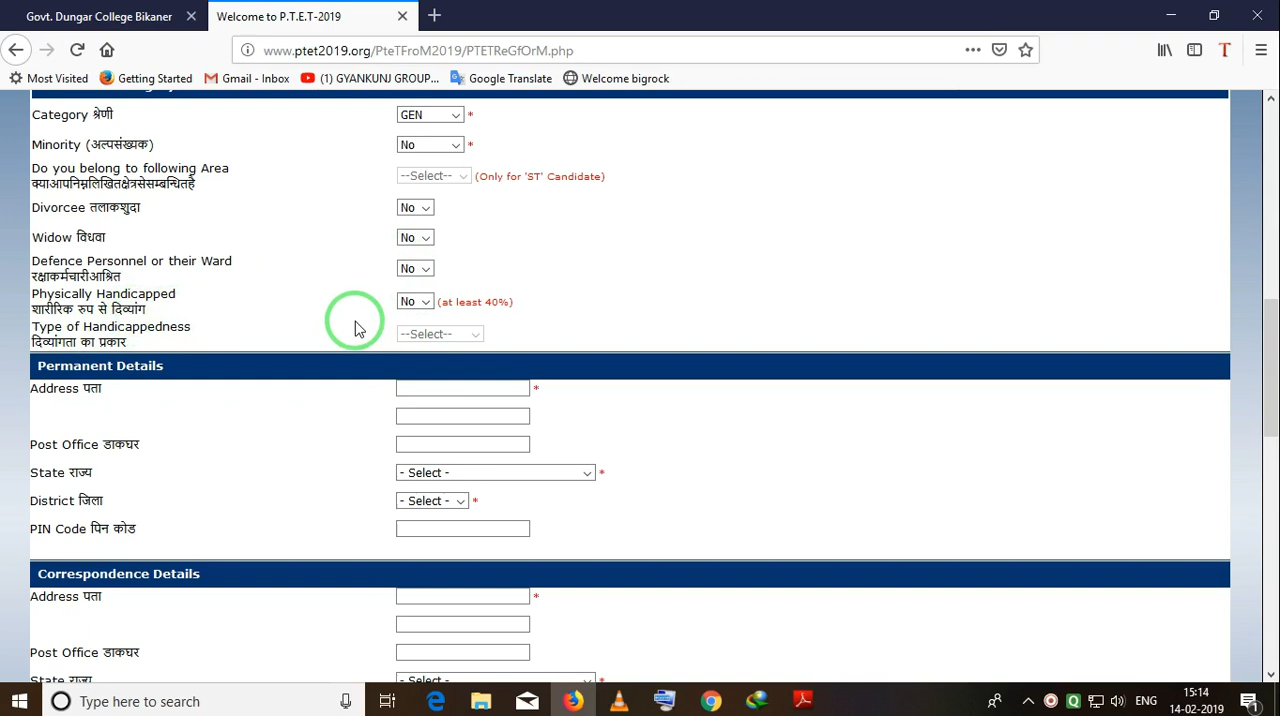 Govt. Dungar College Bikaner
Welcome to P.T.E.T-2019
www.ptet2019.org/PteTFroM2019/PTETReGfOrM.php
Most Visited Getting Started Gmail - Inbox (1) GYANKUNJ GROUP... Google Translate Welcome bigrock
Category श्रेणी GEN *
Minority (अल्पसंख्यक) No *
Do you belong to following Area
क्याआपनिम्नलिखितक्षेत्रसेसम्बन्धितहै --Select-- (Only for 'ST' Candidate)
Divorcee तलाकशुदा No
Widow विधवा No
Defence Personnel or their Ward
रक्षाकर्मचारीआश्रित No
Physically Handicapped
शारीरिक रुप से दिव्यांग No (at least 40%)
Type of Handicappedness
दिव्यांगता का प्रकार --Select--
Permanent Details
Address पता *
Post Office डाकघर
State राज्य - Select - *
District जिला - Select - *
PIN Code पिन कोड
Correspondence Details
Address पता *
Post Office डाकघर
State राज्य *
Type here to search
ENG
15:14
14-02-2019